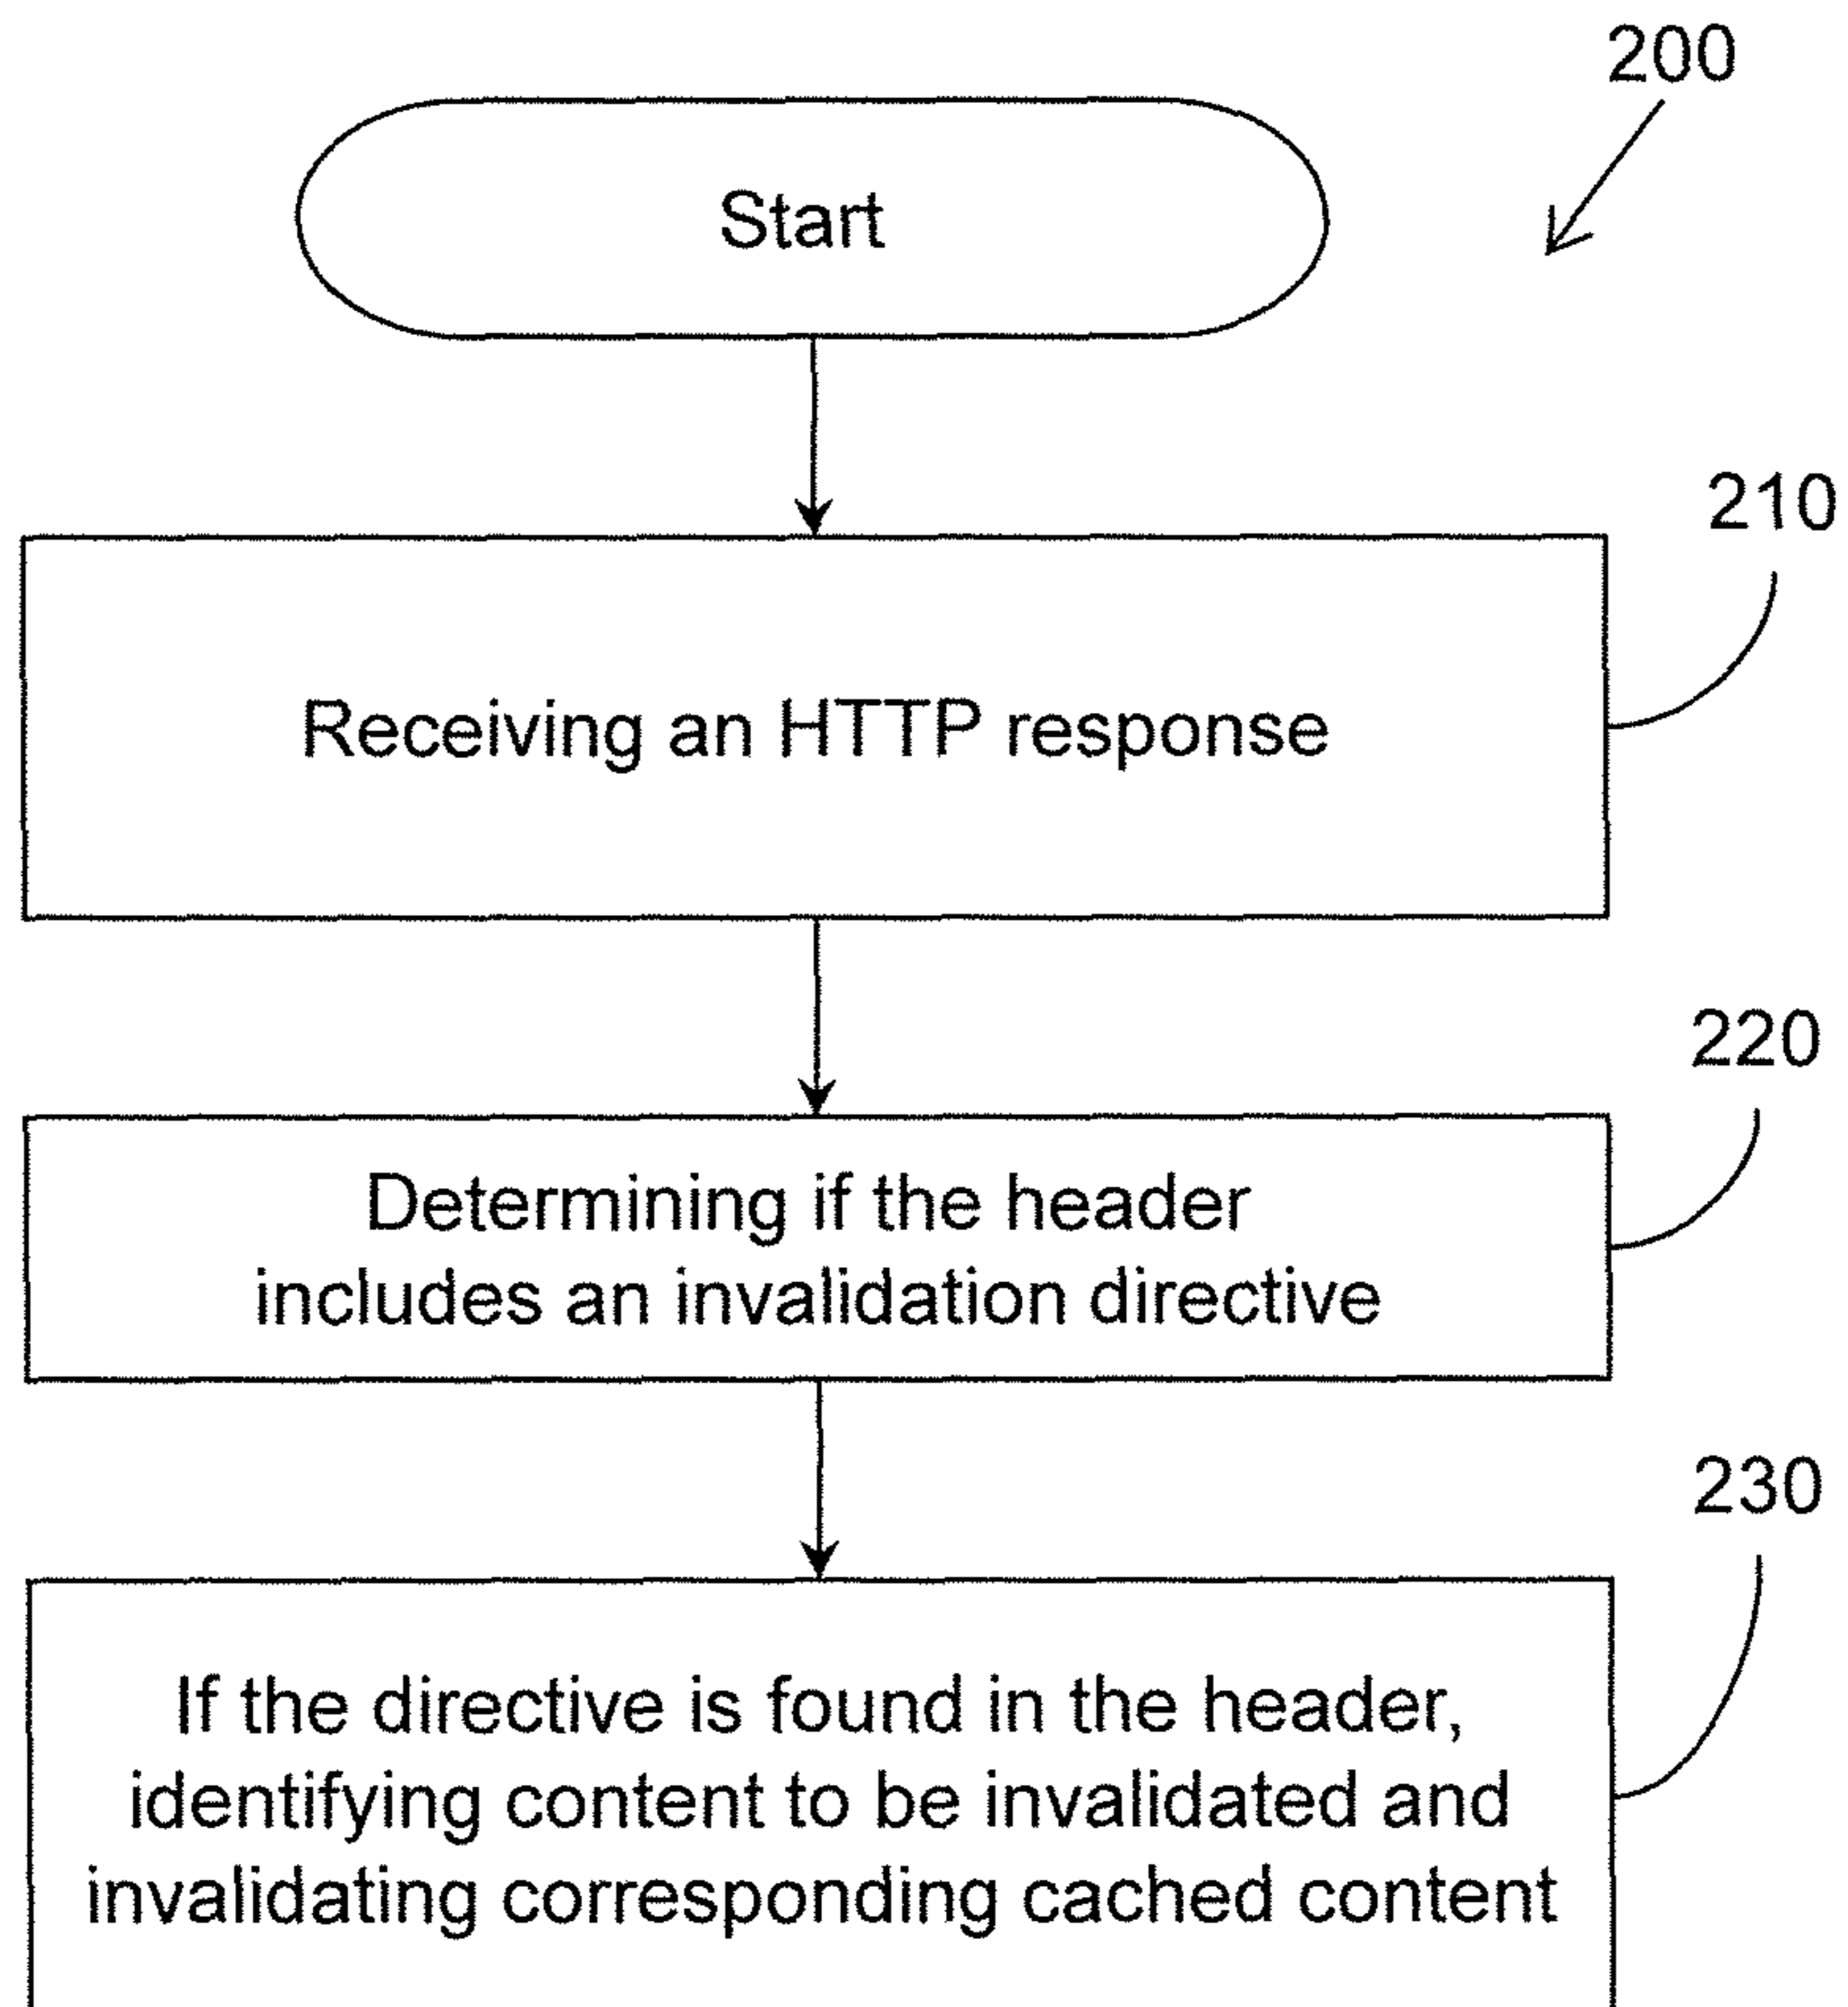 200
Start
210
Receiving an HTTP response
220
Determining if the header
includes an invalidation directive
230
If the directive is found in the header,
identifying content to be invalidated and
invalidating corresponding cached content